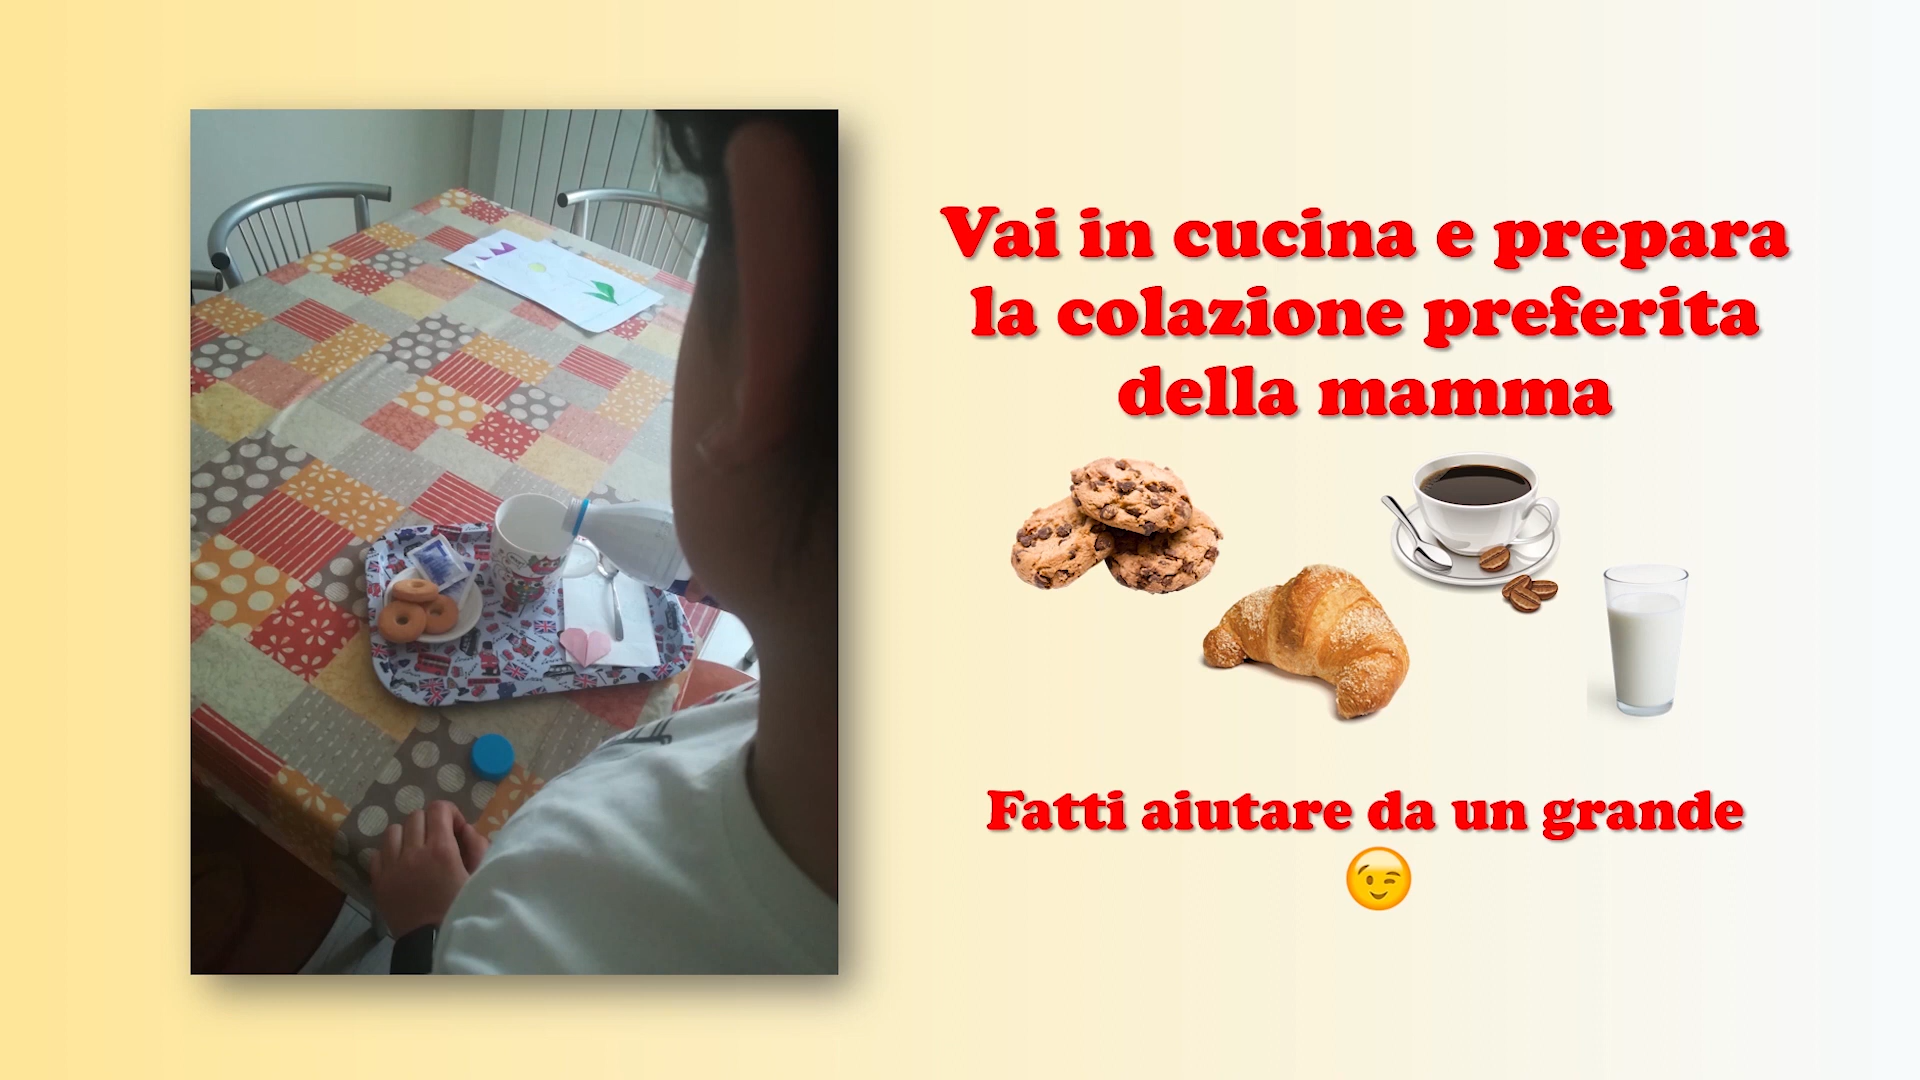 Vai in cucina e prepara
la colazione preferita
della mamma
Fatti aiutare da un grande